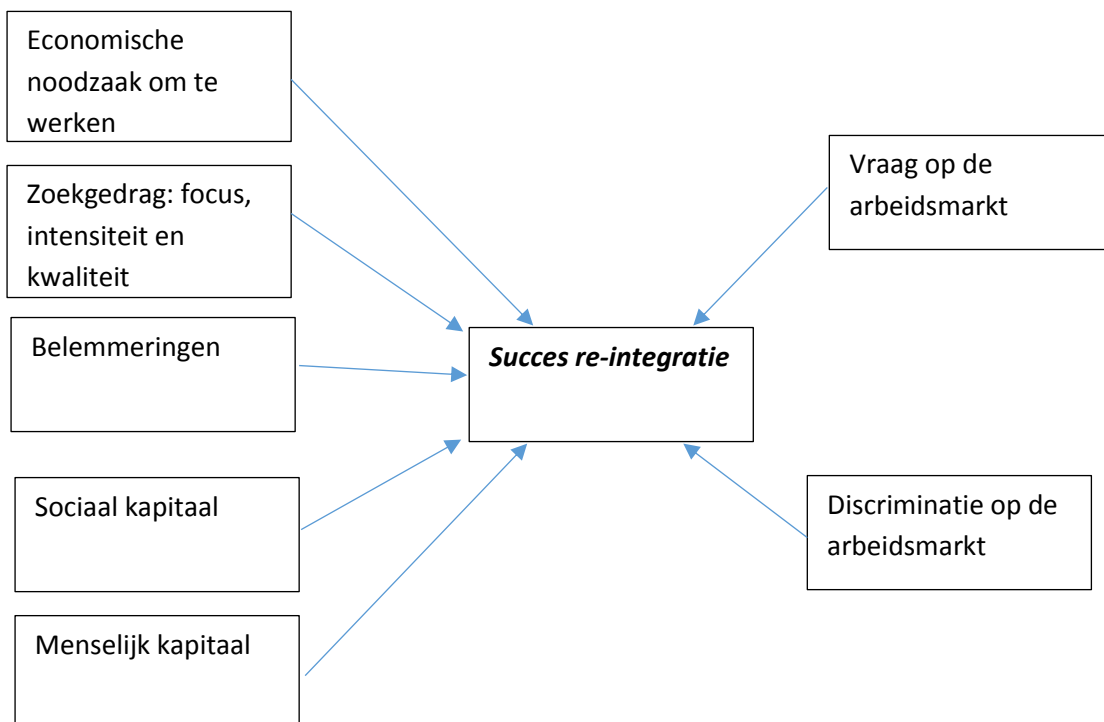 Economische
noodzaak om te
werken
Zoekgedrag: focus,
intensiteit en
kwaliteit
Belemmeringen
Sociaal kapitaal
Menselijk kapitaal
Succes re-integratie
Vraag op de
arbeidsmarkt
Discriminatie op de
arbeidsmarkt